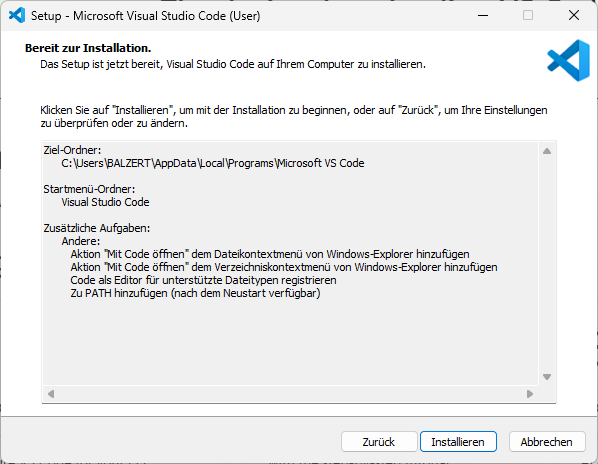 Setup - Microsoft Visual Studio Code (User)
Bereit zur Installation.
Das Setup ist jetzt bereit, Visual Studio Code auf Ihrem Computer zu installieren.
Klicken Sie auf "Installieren", um mit der Installation zu beginnen, oder auf "Zurück", um Ihre Einstellungen
zu überprüfen oder zu ändern.
Ziel-Ordner:
C:\Users\BALZERT\AppData\Local\Programs\Microsoft VS Code
Startmenü-Ordner:
Visual Studio Code
Zusätzliche Aufgaben:
Andere:
Aktion "Mit Code öffnen" dem Dateikontextmenü von Windows-Explorer hinzufügen
Aktion "Mit Code öffnen" dem Verzeichniskontextmenü von Windows-Explorer hinzufügen
Code als Editor für unterstützte Dateitypen registrieren
Zu PATH hinzufügen (nach dem Neustart verfügbar)
Zurück
Installieren
Abbrechen